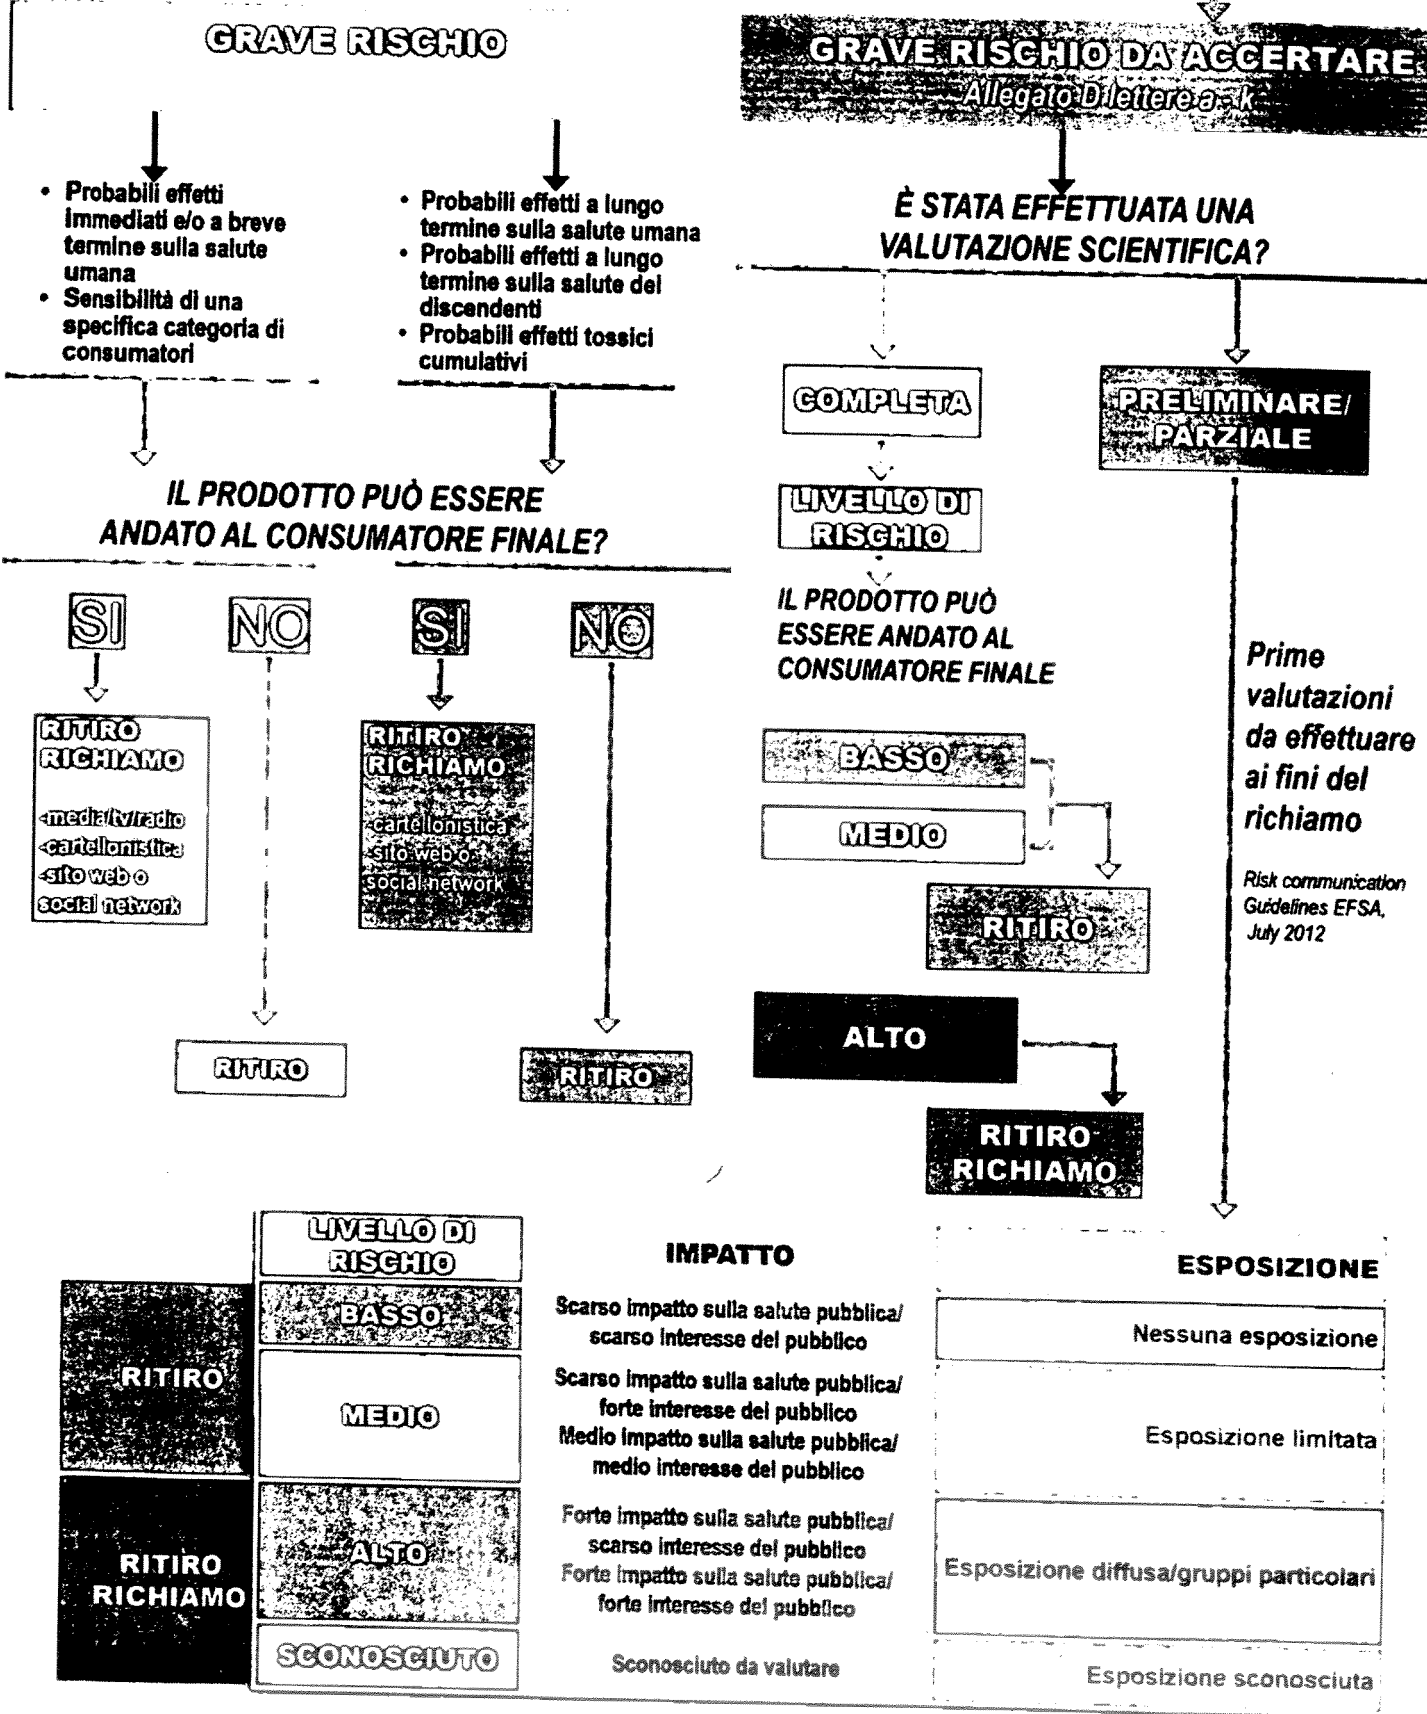 GRAVE RISCHIO
• Probabili effetti
immediati e/o a breve
termine sulla salute
umana
• Sensibilità di una
specifica categoria di
consumatori
• Probabili effetti a lungo
termine sulla salute umana
• Probabili effetti a lungo
termine sulla salute dei
discendenti
• Probabili effetti tossici
cumulativi
IL PRODOTTO PUÒ ESSERE
ANDATO AL CONSUMATORE FINALE?
SI
NO
SI
NO
RITIRO
RICHIAMO
-media/tv/radio
-cartellonistica
-sito web o
social network
RITIRO
RICHIAMO
-cartellonistica
-sito web o
social network
RITIRO
RITIRO
GRAVE RISCHIO DA ACCERTARE
Allegato D lettere a - k
È STATA EFFETTUATA UNA
VALUTAZIONE SCIENTIFICA?
COMPLETA
PRELIMINARE/
PARZIALE
LIVELLO DI
RISCHIO
IL PRODOTTO PUÒ
ESSERE ANDATO AL
CONSUMATORE FINALE
BASSO
MEDIO
RITIRO
ALTO
RITIRO
RICHIAMO
Prime
valutazioni
da effettuare
ai fini del
richiamo
Risk communication
Guidelines EFSA,
July 2012
LIVELLO DI
RISCHIO
IMPATTO
ESPOSIZIONE
RITIRO
BASSO
Scarso impatto sulla salute pubblica/
scarso interesse del pubblico
Nessuna esposizione
MEDIO
Scarso impatto sulla salute pubblica/
forte interesse del pubblico
Medio impatto sulla salute pubblica/
medio interesse del pubblico
Esposizione limitata
RITIRO
RICHIAMO
ALTO
Forte impatto sulla salute pubblica/
scarso interesse del pubblico
Forte impatto sulla salute pubblica/
forte interesse del pubblico
Esposizione diffusa/gruppi particolari
SCONOSCIUTO
Sconosciuto da valutare
Esposizione sconosciuta